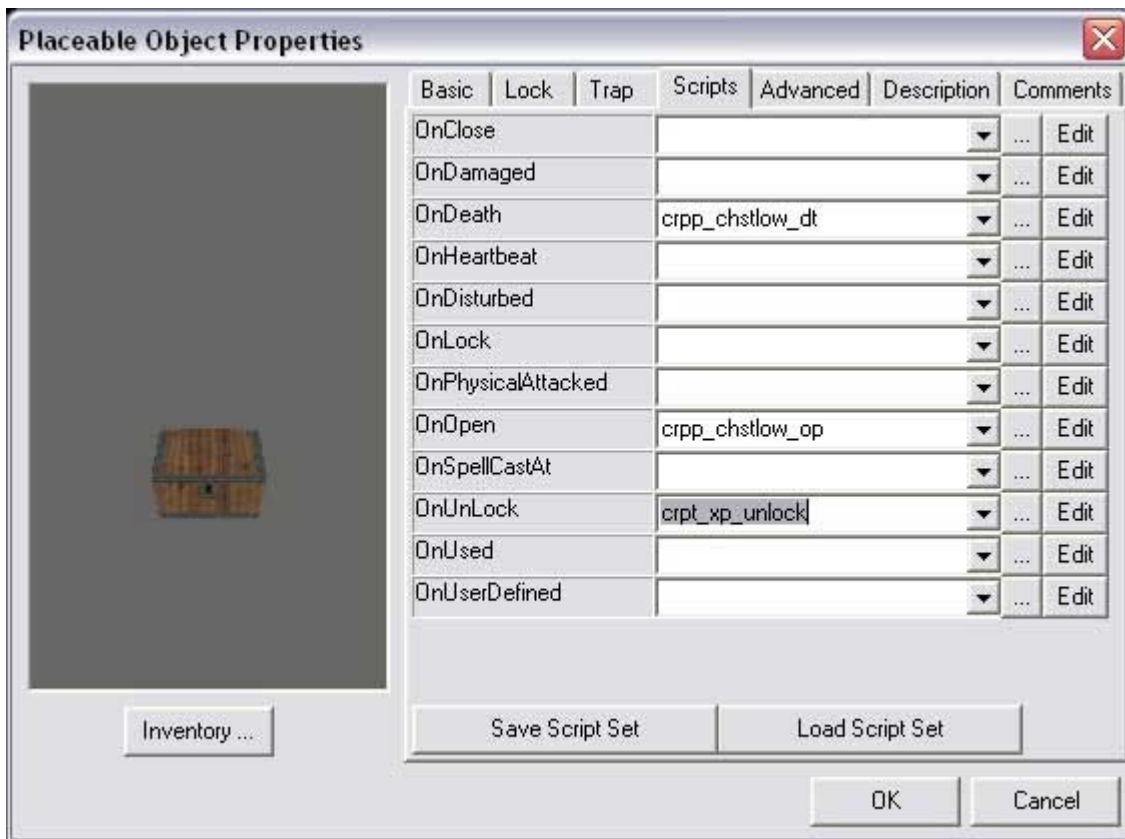 Placeable Object Properties
Basic Lock Trap Scripts Advanced Description Comments
OnClose ... Edit
OnDamaged ... Edit
OnDeath crpp_chstlow_dt ... Edit
OnHeartbeat ... Edit
OnDisturbed ... Edit
OnLock ... Edit
OnPhysicalAttacked ... Edit
OnOpen crpp_chstlow_op ... Edit
OnSpellCastAt ... Edit
OnUnLock crpt_xp_unlock ... Edit
OnUsed ... Edit
OnUserDefined ... Edit
Inventory ... Save Script Set Load Script Set
OK Cancel